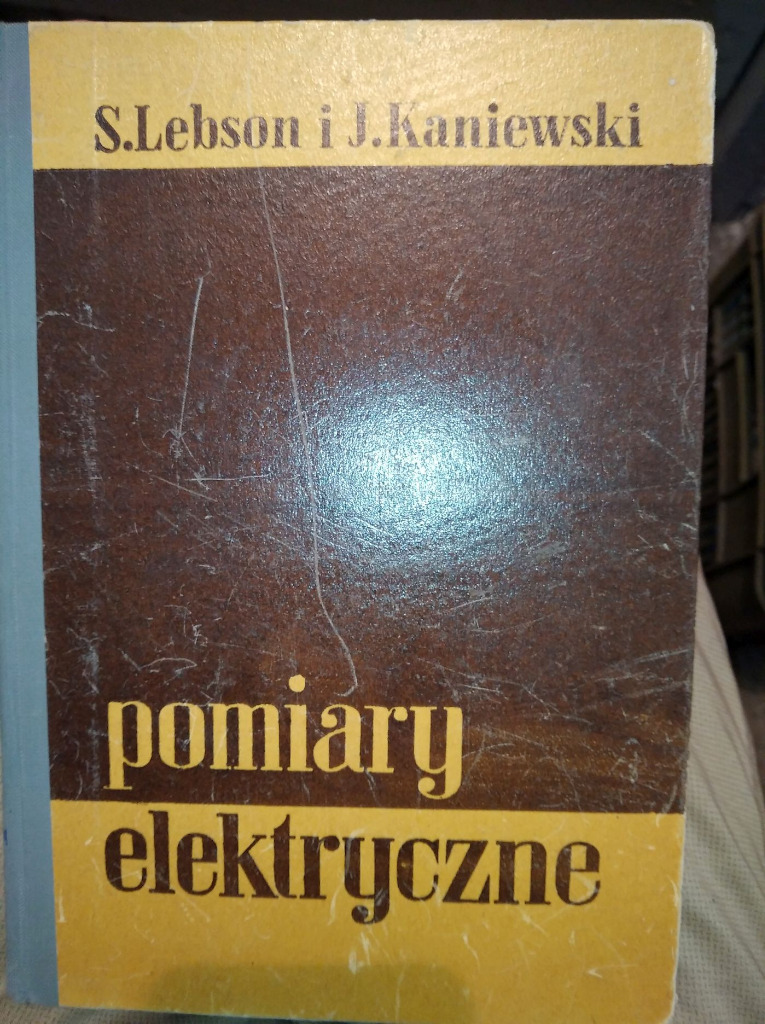 S.Lebson i J.Kaniewski
pomiary
elektryczne